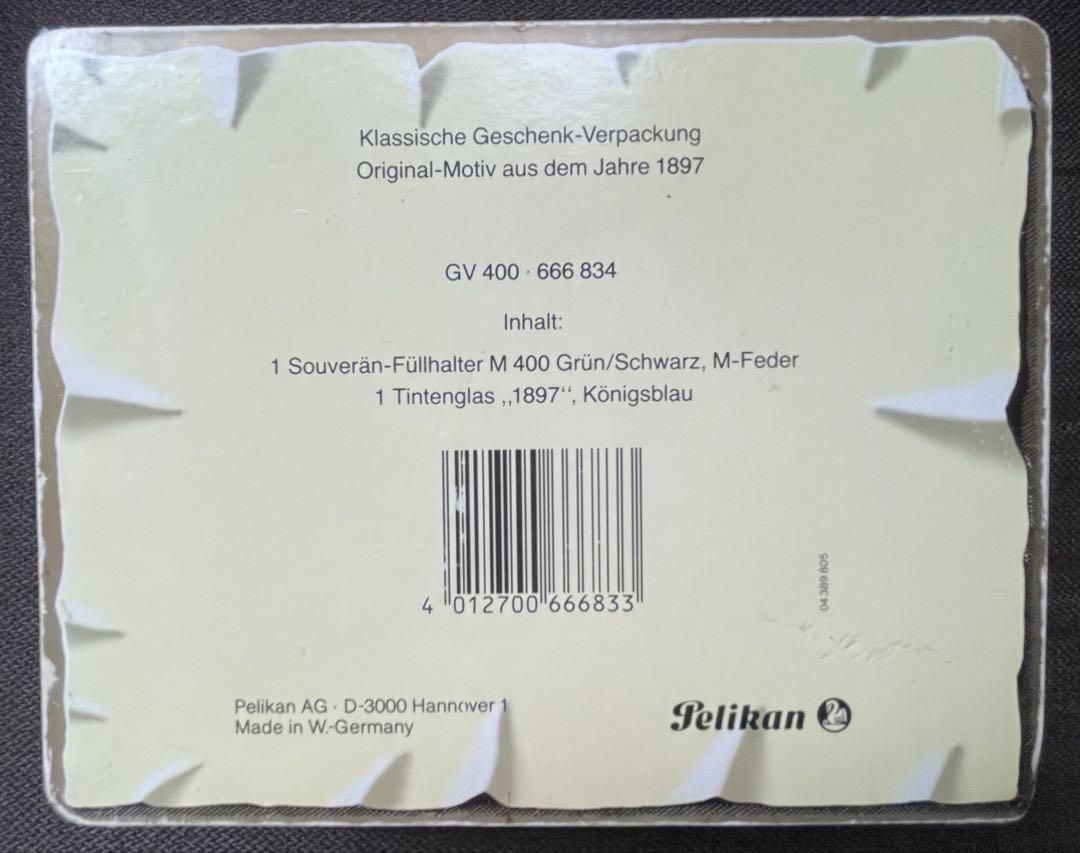 Klassische Geschenk-Verpackung
Original-Motiv aus dem Jahre 1897
GV 400 · 666 834
Inhalt:
1 Souverän-Füllhalter M 400 Grün/Schwarz, M-Feder
1 Tintenglas ,,1897‘‘, Königsblau
4 012700 666833
04 389 805
Pelikan AG · D-3000 Hannover 1
Made in W.-Germany
Pelikan